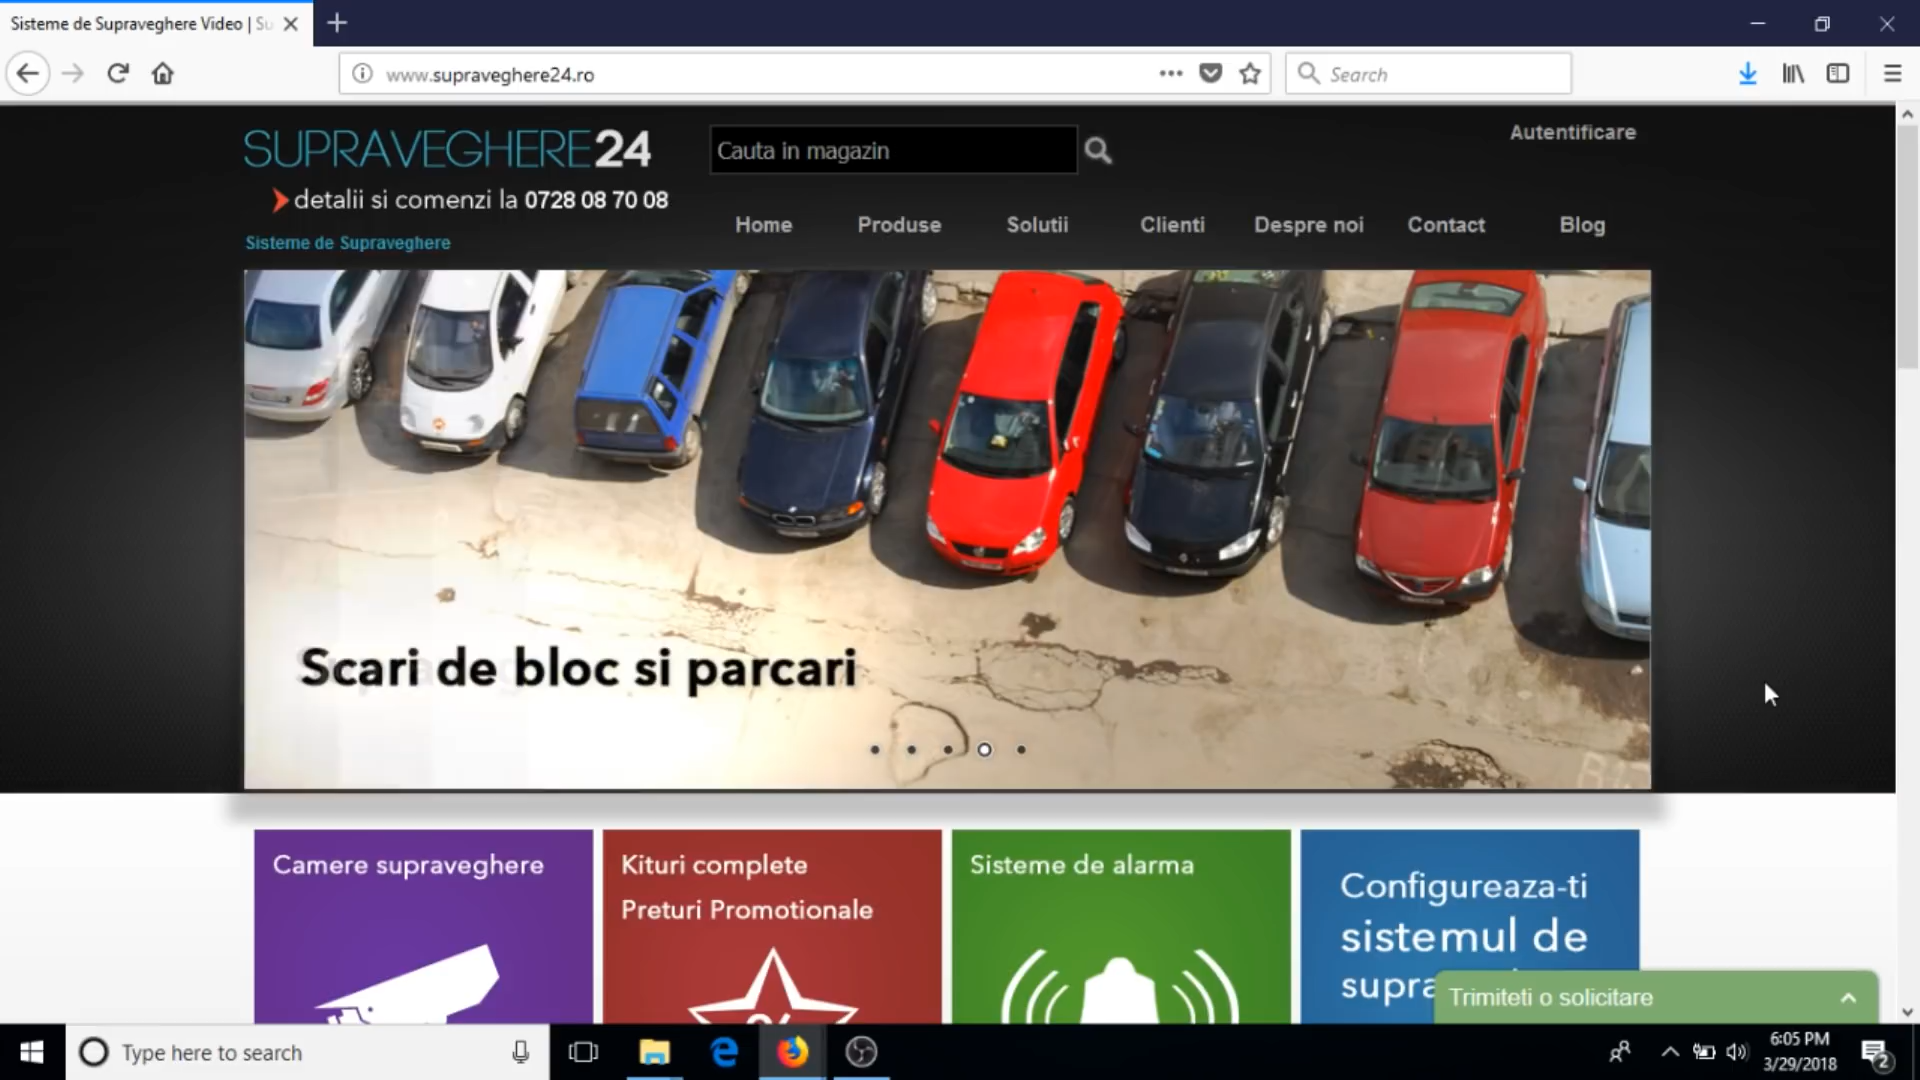 Sisteme de Supraveghere Video | Su
www.supraveghere24.ro
Search
SUPRAVEGHERE24
Cauta in magazin
Autentificare
detalii si comenzi la 0728 08 70 08
Home Produse Solutii Clienti Despre noi Contact Blog
Sisteme de Supraveghere
Scari de bloc si parcari
Camere supraveghere
Kituri complete
Preturi Promotionale
Sisteme de alarma
Configureaza-ti
sistemul de
Trimiteti o solicitare
Type here to search
6:05 PM
3/29/2018
2